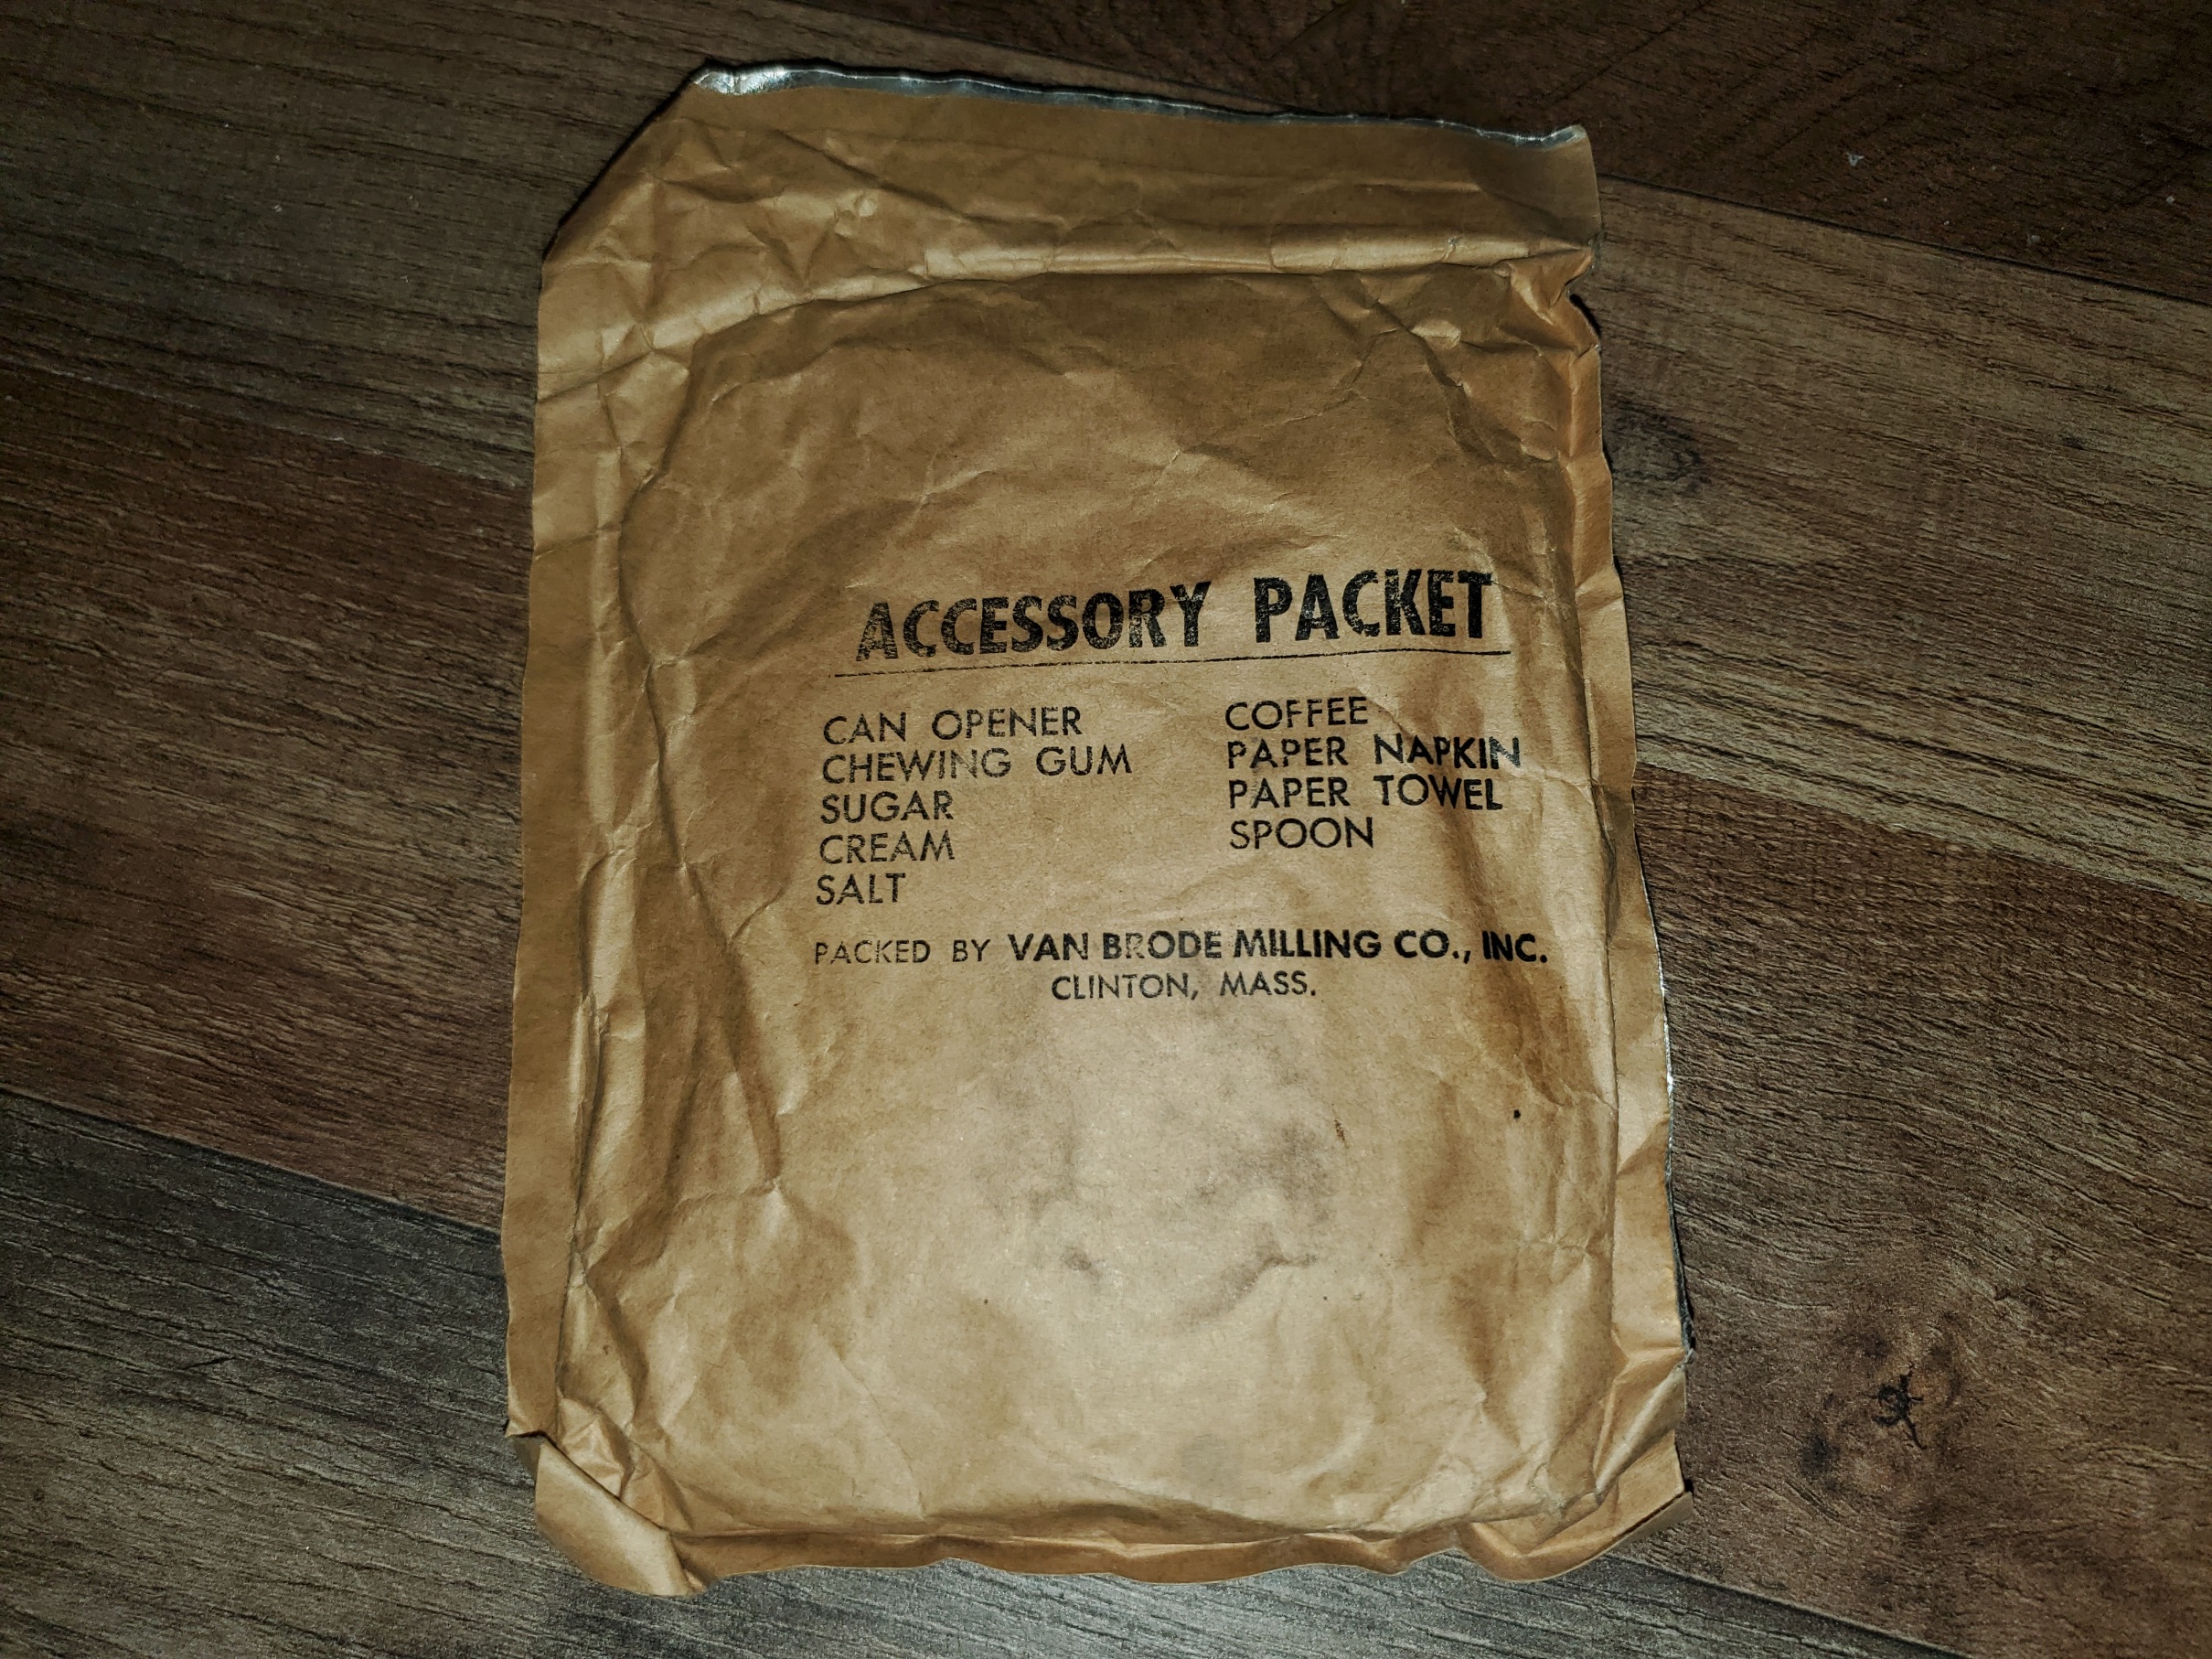 ACCESSORY PACKET
CAN OPENER
CHEWING GUM
SUGAR
CREAM
SALT
COFFEE
PAPER NAPKIN
PAPER TOWEL
SPOON
PACKED BY VAN BRODE MILLING CO., INC.
CLINTON, MASS.